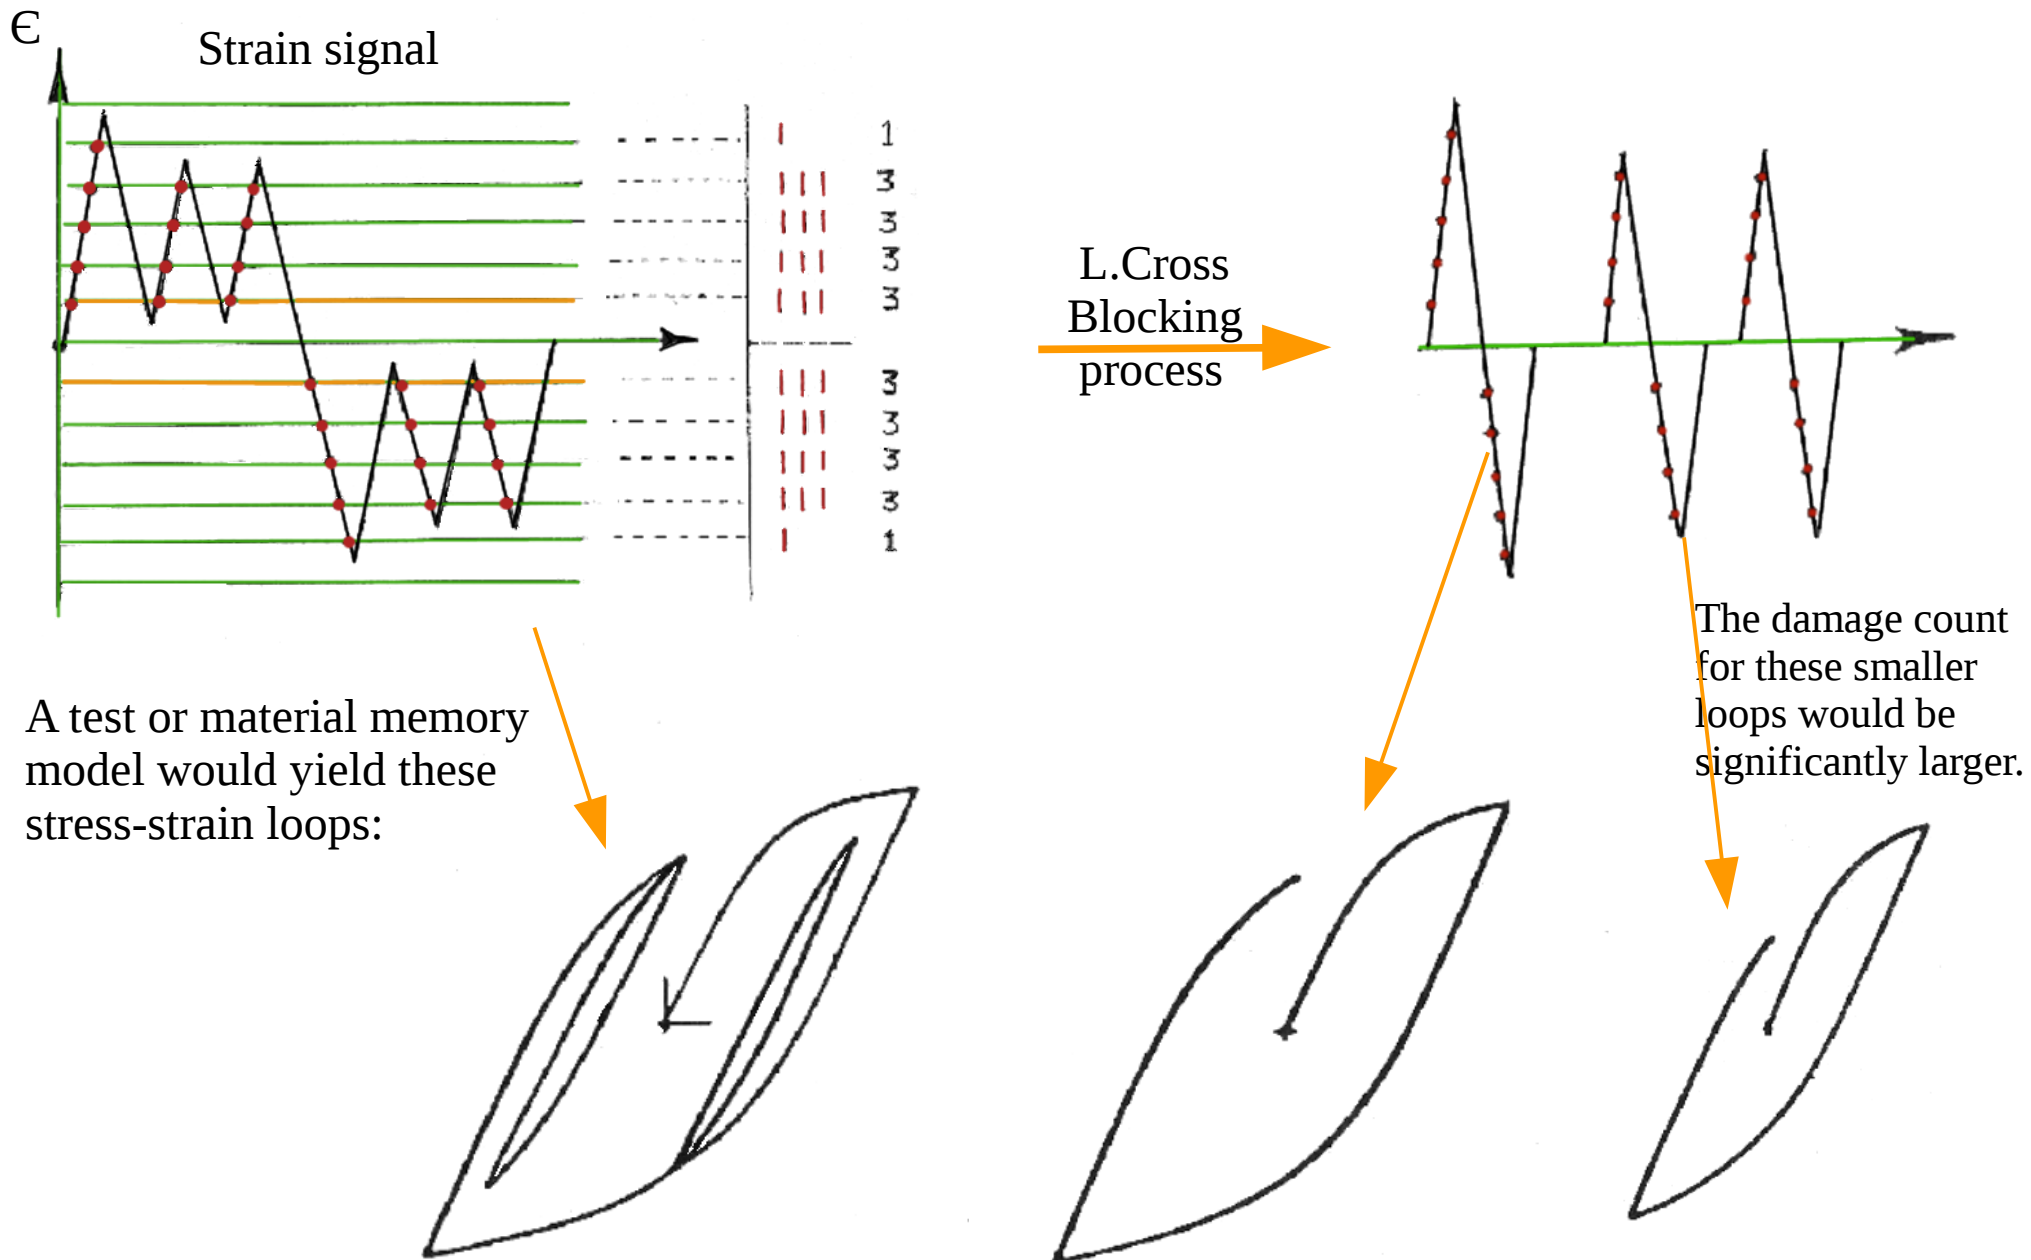 Є
Strain signal
1
3
3
3
3
3
3
3
3
1
L.Cross
Blocking
process
The damage count
for these smaller
loops would be
significantly larger.
A test or material memory
model would yield these
stress-strain loops: